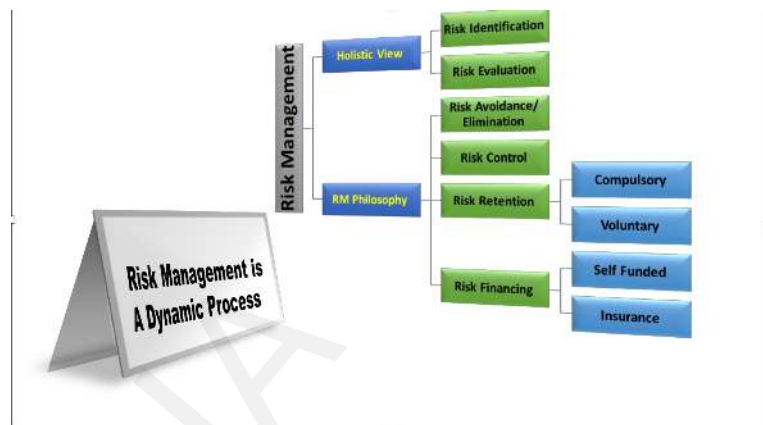 Risk Management
Holistic View
Risk Identification
Risk Evaluation
RM Philosophy
Risk Avoidance/
Elimination
Risk Control
Risk Retention
Compulsory
Voluntary
Risk Financing
Self Funded
Insurance
Risk Management is
A Dynamic Process